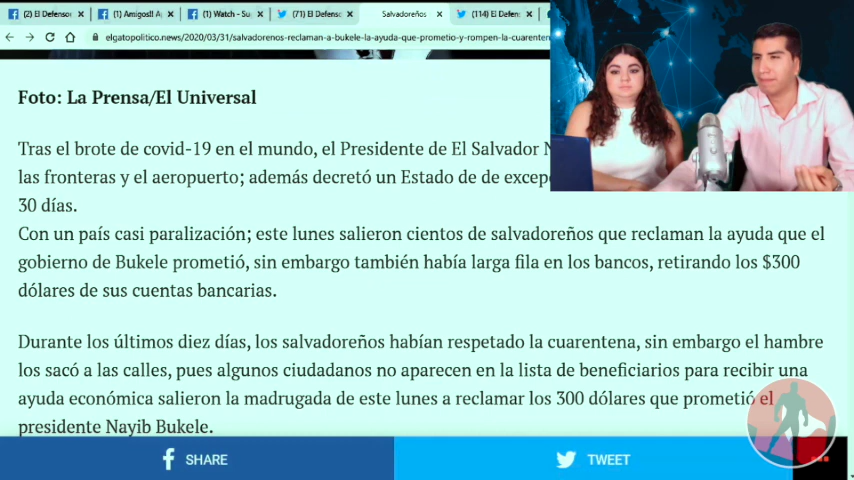 (2) El Defensor
(1) Amigos!! A
(1) Watch - Su
(71) El Defens
Salvadoreños
(114) El Defen
elgatopolitico.news/2020/03/31/salvadorenos-reclaman-a-bukele-la-ayuda-que-prometio-y-rompen-la-cuarenten
Foto: La Prensa/El Universal
Tras el brote de covid-19 en el mundo, el Presidente de El Salvador N
las fronteras y el aeropuerto; además decretó un Estado de de excep
30 días.
Con un país casi paralización; este lunes salieron cientos de salvadoreños que reclaman la ayuda que el
gobierno de Bukele prometió, sin embargo también había larga fila en los bancos, retirando los $300
dólares de sus cuentas bancarias.
Durante los últimos diez días, los salvadoreños habían respetado la cuarentena, sin embargo el hambre
los sacó a las calles, pues algunos ciudadanos no aparecen en la lista de beneficiarios para recibir una
ayuda económica salieron la madrugada de este lunes a reclamar los 300 dólares que prometió el
presidente Nayib Bukele.
SHARE
TWEET